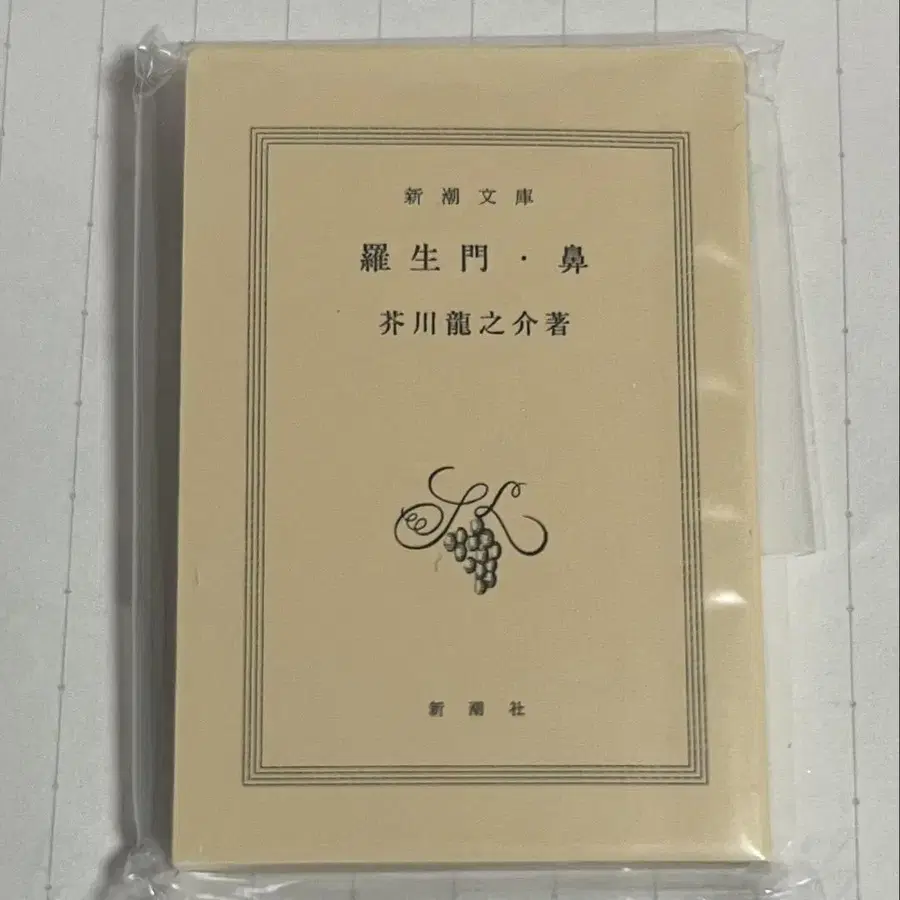 新潮文庫
羅生門・鼻
芥川龍之介著
新潮社